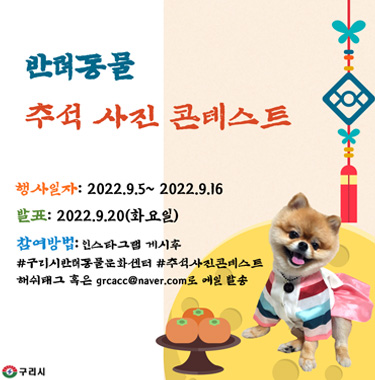 반려동물
추석 사진 콘테스트
행사일자: 2022.9.5~ 2022.9.16
발표: 2022.9.20(화요일)
참여방법: 인스타그램 게시후
#구리시반려동물문화센터 #추석사진콘테스트
해쉬태그 혹은 grcacc@naver.com로 메일 발송
구리시